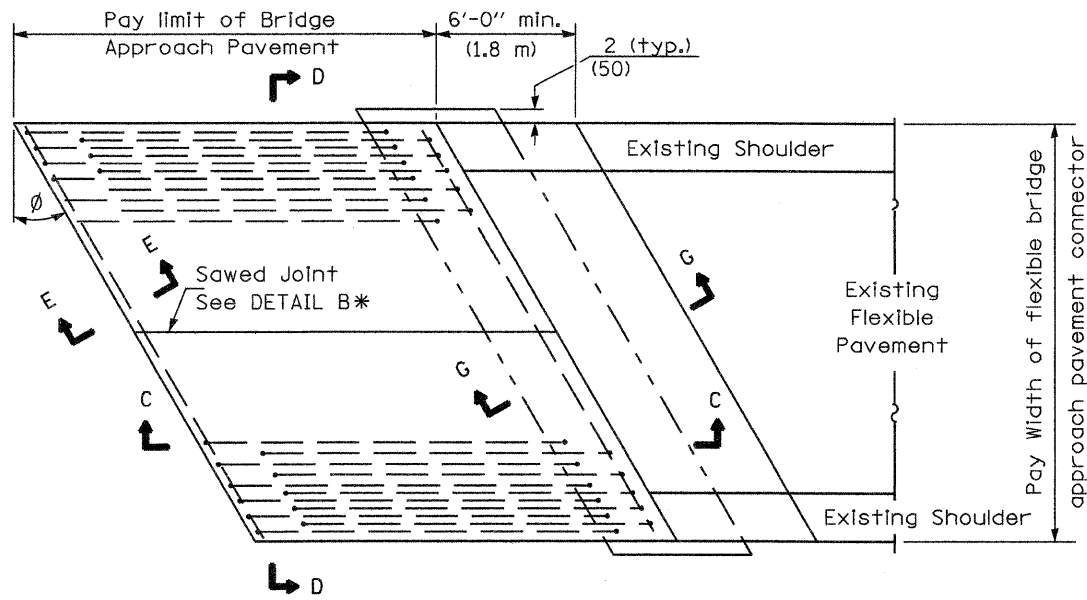 Pay limit of Bridge
Approach Pavement
6'-0" min.
(1.8 m)
2 (typ.)
(50)
D
Existing Shoulder
Ø
E
Sawed Joint
See DETAIL B*
E
G
Existing
Flexible
Pavement
G
C
C
Existing Shoulder
D
Pay Width of flexible bridge
approach pavement connector